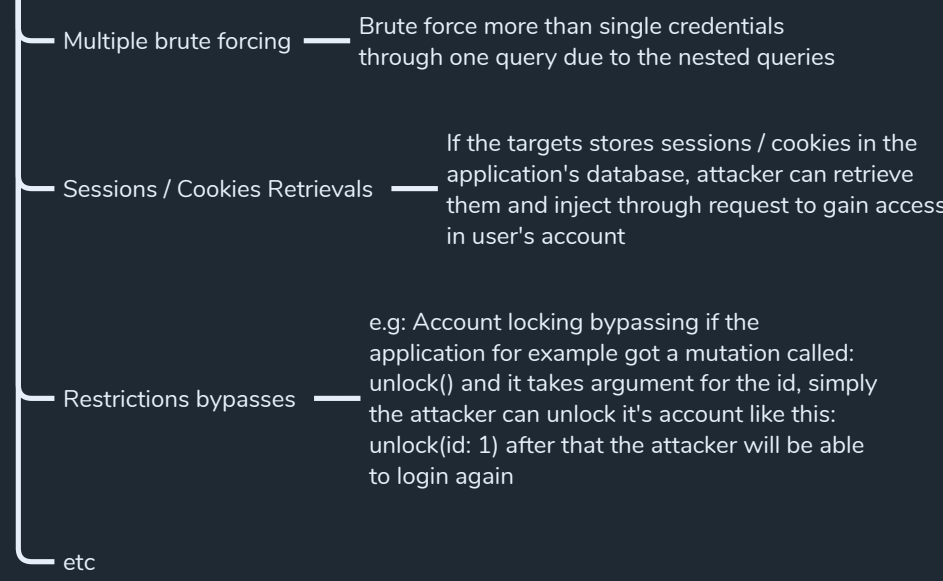 Multiple brute forcing
Brute force more than single credentials
through one query due to the nested queries
Sessions / Cookies Retrievals
If the targets stores sessions / cookies in the
application's database, attacker can retrieve
them and inject through request to gain access
in user's account
Restrictions bypasses
e.g: Account locking bypassing if the
application for example got a mutation called:
unlock() and it takes argument for the id, simply
the attacker can unlock it's account like this:
unlock(id: 1) after that the attacker will be able
to login again
etc